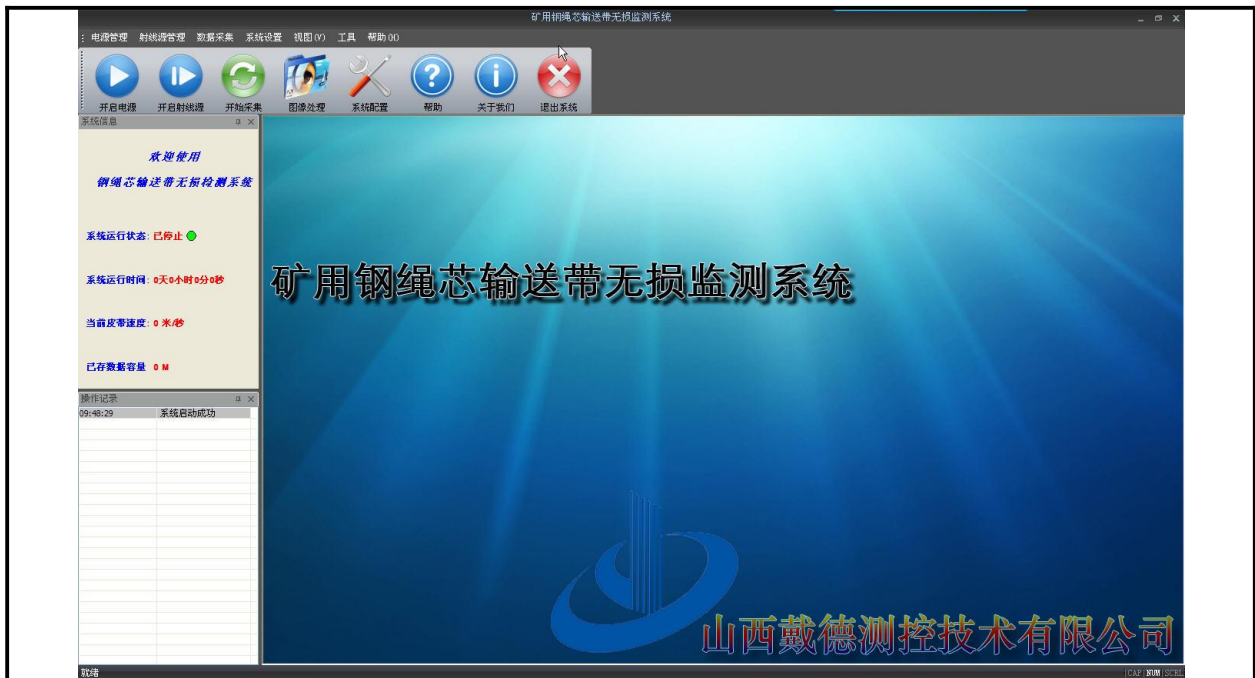 矿用钢绳芯输送带无损监测系统
电源管理 射线源管理 数据采集 系统设置 视图(V) 工具 帮助(H)
开启电源 开启射线源 开始采集 图像处理 系统配置 帮助 关于我们 退出系统
系统信息
欢迎使用
钢绳芯输送带无损检测系统
系统运行状态: 已停止
系统运行时间: 0天0小时0分0秒
当前皮带速度: 0 米/秒
已存数据容量 0 M
矿用钢绳芯输送带无损监测系统
操作记录
09:48:29 系统启动成功
山西戴德测控技术有限公司
就绪
CAP NUM SCRL